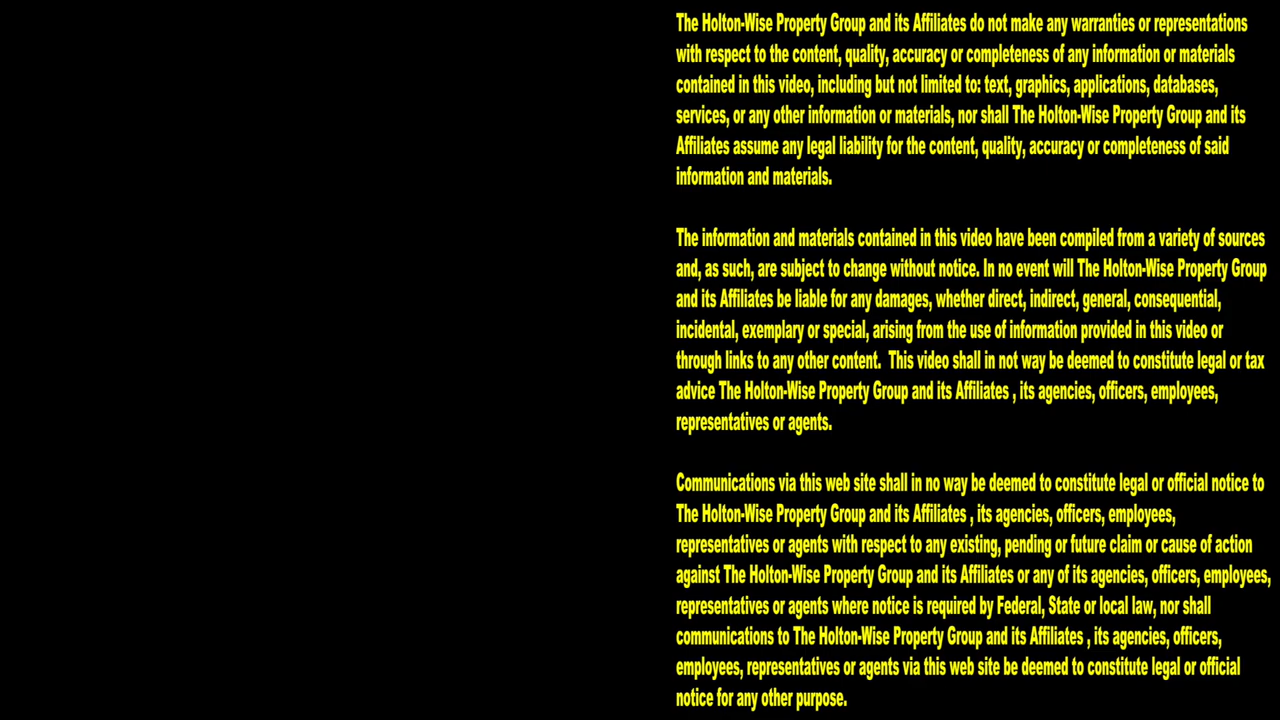 The Holton-Wise Property Group and its Affiliates do not make any warranties or representations
with respect to the content, quality, accuracy or completeness of any information or materials
contained in this video, including but not limited to: text, graphics, applications, databases,
services, or any other information or materials, nor shall The Holton-Wise Property Group and its
Affiliates assume any legal liability for the content, quality, accuracy or completeness of said
information and materials.
The information and materials contained in this video have been compiled from a variety of sources
and, as such, are subject to change without notice. In no event will The Holton-Wise Property Group
and its Affiliates be liable for any damages, whether direct, indirect, general, consequential,
incidental, exemplary or special, arising from the use of information provided in this video or
through links to any other content.  This video shall in not way be deemed to constitute legal or tax
advice The Holton-Wise Property Group and its Affiliates , its agencies, officers, employees,
representatives or agents.
Communications via this web site shall in no way be deemed to constitute legal or official notice to
The Holton-Wise Property Group and its Affiliates , its agencies, officers, employees,
representatives or agents with respect to any existing, pending or future claim or cause of action
against The Holton-Wise Property Group and its Affiliates or any of its agencies, officers, employees,
representatives or agents where notice is required by Federal, State or local law, nor shall
communications to The Holton-Wise Property Group and its Affiliates , its agencies, officers,
employees, representatives or agents via this web site be deemed to constitute legal or official
notice for any other purpose.